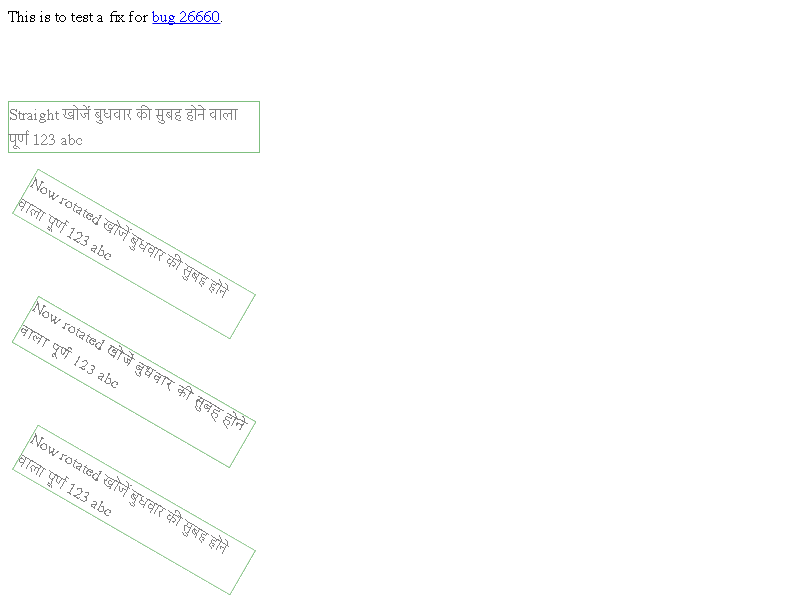 This is to test a fix for bug 26660.
Straight खोजें बुधवार की सुबह होने वाला
पूर्ण 123 abc
Now rotated खोजें बुधवार की सुबह होने
वाला पूर्ण 123 abc
Now rotated खोजें बुधवार की सुबह होने
वाला पूर्ण 123 abc
Now rotated खोजें बुधवार की सुबह होने
वाला पूर्ण 123 abc